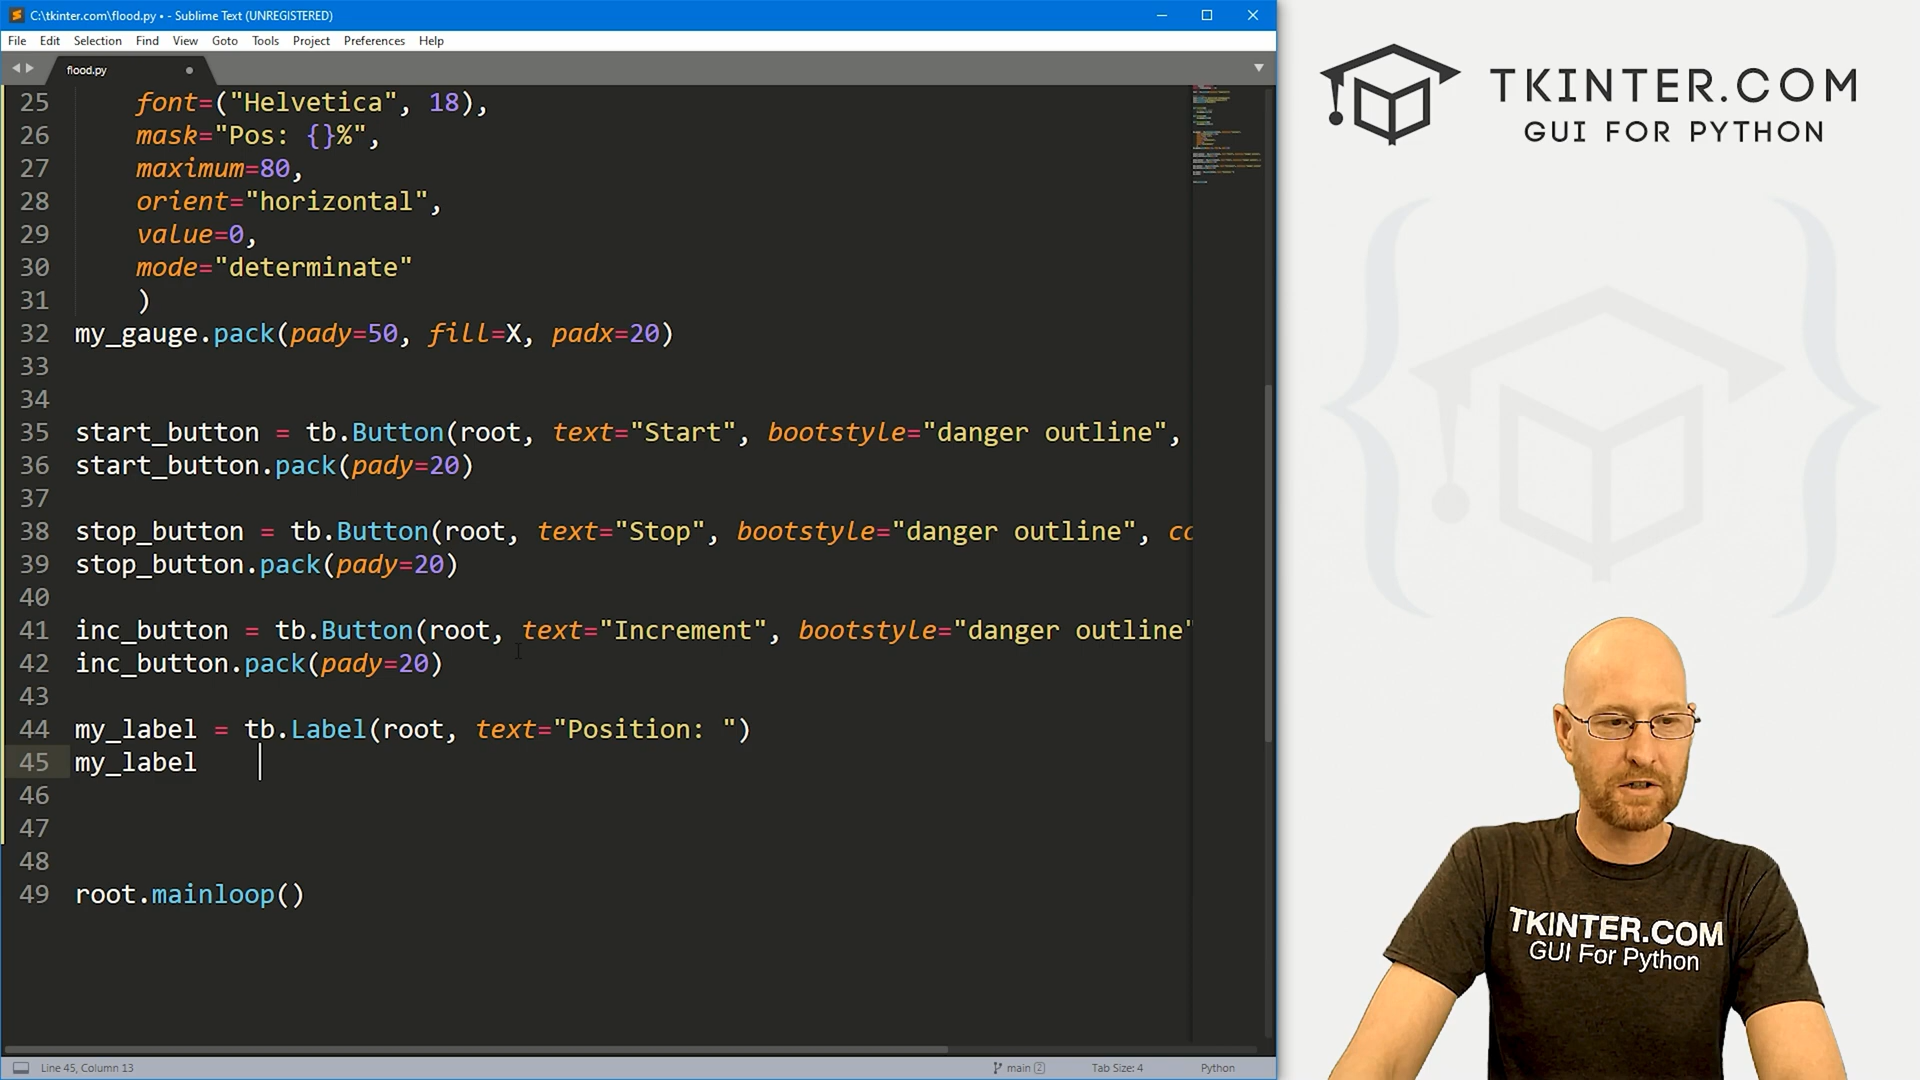 C:\tkinter.com\flood.py • - Sublime Text (UNREGISTERED)
File Edit Selection Find View Goto Tools Project Preferences Help
flood.py
25 font=("Helvetica", 18),
26 mask="Pos: {}%",
27 maximum=80,
28 orient="horizontal",
29 value=0,
30 mode="determinate"
31 )
32 my_gauge.pack(pady=50, fill=X, padx=20)
33
34
35 start_button = tb.Button(root, text="Start", bootstyle="danger outline",
36 start_button.pack(pady=20)
37
38 stop_button = tb.Button(root, text="Stop", bootstyle="danger outline", co
39 stop_button.pack(pady=20)
40
41 inc_button = tb.Button(root, text="Increment", bootstyle="danger outline"
42 inc_button.pack(pady=20)
43
44 my_label = tb.Label(root, text="Position: ")
45 my_label
46
47
48
49 root.mainloop()
Line 45, Column 13 main 2 Tab Size: 4 Python
TKINTER.COM
GUI FOR PYTHON
TKINTER.COM
GUI For Python